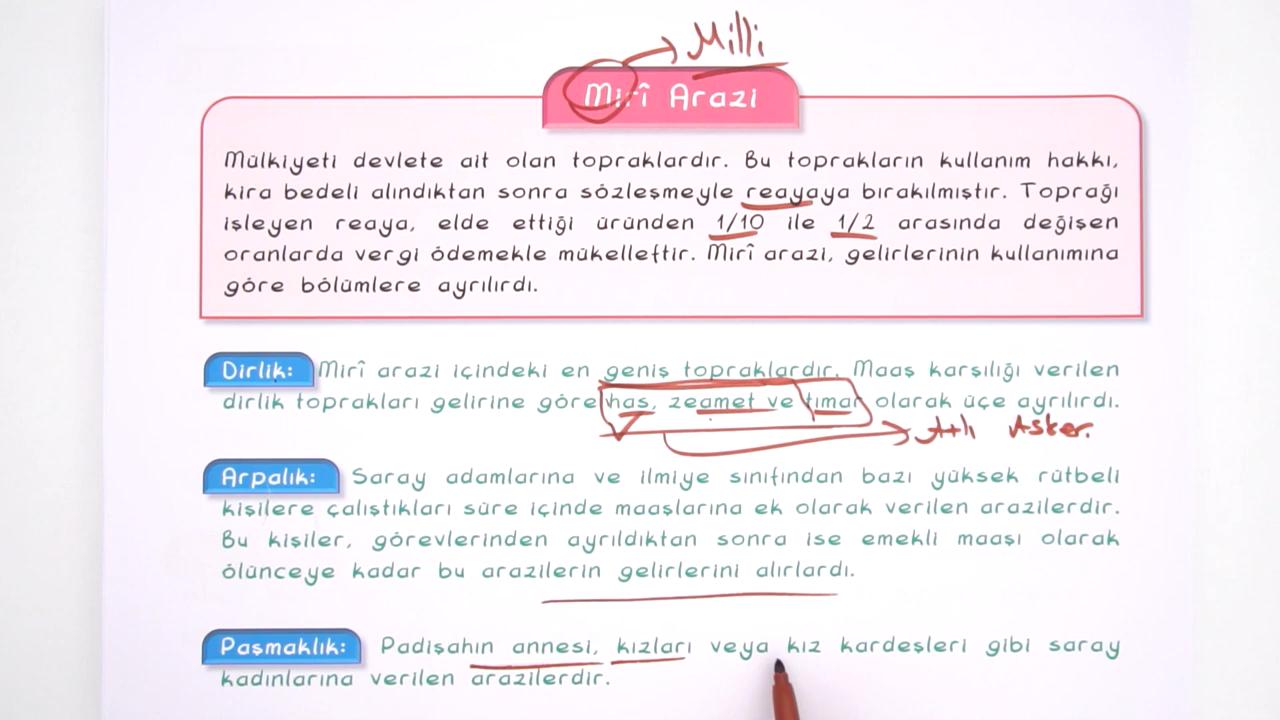 Milli
Mirî Arazi
Mülkiyeti devlete ait olan topraklardır. Bu toprakların kullanım hakkı,
kira bedeli alındıktan sonra sözleşmeyle reayaya bırakılmıştır. Toprağı
işleyen reaya, elde ettiği üründen 1/10 ile 1/2 arasında değişen
oranlarda vergi ödemekle mükelleftir. Mirî arazi, gelirlerinin kullanımına
göre bölümlere ayrılırdı.
Dirlik: Mirî arazi içindeki en geniş topraklardır. Maaş karşılığı verilen
dirlik toprakları gelirine göre has, zeamet ve tımar olarak üçe ayrılırdı.
Atlı Asker.
Arpalık: Saray adamlarına ve ilmiye sınıfından bazı yüksek rütbeli
kişilere çalıştıkları süre içinde maaşlarına ek olarak verilen arazilerdir.
Bu kişiler, görevlerinden ayrıldıktan sonra ise emekli maaşı olarak
ölünceye kadar bu arazilerin gelirlerini alırlardı.
Paşmaklık: Padişahın annesi, kızları veya kız kardeşleri gibi saray
kadınlarına verilen arazilerdir.